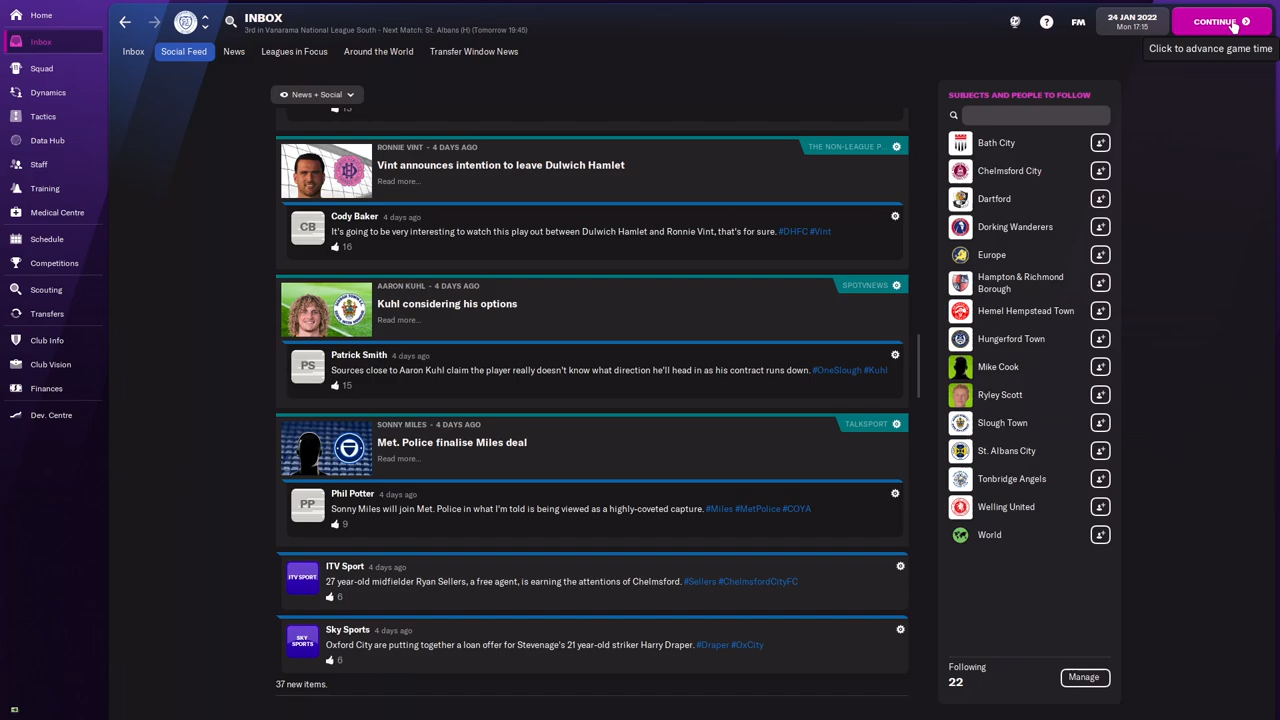 Home
Inbox
Squad
Dynamics
Tactics
Data Hub
Staff
Training
Medical Centre
Schedule
Competitions
Scouting
Transfers
Club Info
Club Vision
Finances
Dev. Centre
INBOX
3rd in Vanarama National League South - Next Match: St. Albans (H) (Tomorrow 19:45)
FM
24 JAN 2022
Mon 17:15
CONTINUE
Click to advance game time
Inbox
Social Feed
News
Leagues in Focus
Around the World
Transfer Window News
News + Social
RONNIE VINT - 4 DAYS AGO
THE NON-LEAGUE P...
Vint announces intention to leave Dulwich Hamlet
Read more...
CB
Cody Baker 4 days ago
It's going to be very interesting to watch this play out between Dulwich Hamlet and Ronnie Vint, that's for sure. #DHFC #Vint
16
AARON KUHL - 4 DAYS AGO
SPOTVNEWS
Kuhl considering his options
Read more...
PS
Patrick Smith 4 days ago
Sources close to Aaron Kuhl claim the player really doesn't know what direction he'll head in as his contract runs down. #OneSlough #Kuhl
15
SONNY MILES - 4 DAYS AGO
TALKSPORT
Met. Police finalise Miles deal
Read more...
PP
Phil Potter 4 days ago
Sonny Miles will join Met. Police in what I'm told is being viewed as a highly-coveted capture. #Miles #MetPolice #COYA
9
ITV SPORT
ITV Sport 4 days ago
27 year-old midfielder Ryan Sellers, a free agent, is earning the attentions of Chelmsford. #Sellers #ChelmsfordCityFC
6
SKY SPORTS
Sky Sports 4 days ago
Oxford City are putting together a loan offer for Stevenage's 21 year-old striker Harry Draper. #Draper #OxCity
6
37 new items.
SUBJECTS AND PEOPLE TO FOLLOW
Bath City
Chelmsford City
Dartford
Dorking Wanderers
Europe
Hampton & Richmond
Borough
Hemel Hempstead Town
Hungerford Town
Mike Cook
Ryley Scott
Slough Town
St. Albans City
Tonbridge Angels
Welling United
World
Following
22
Manage